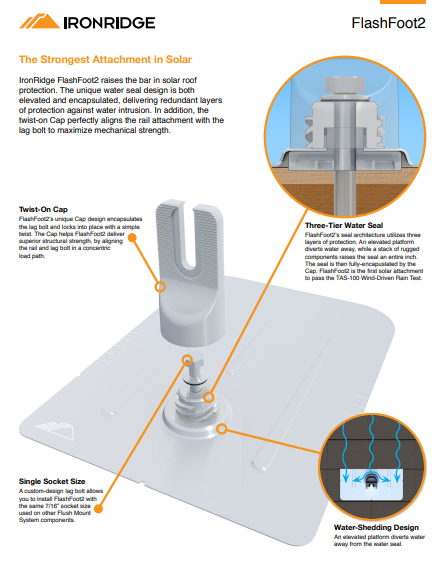 IRONRIDGE
FlashFoot2
The Strongest Attachment in Solar
IronRidge FlashFoot2 raises the bar in solar roof
protection. The unique water seal design is both
elevated and encapsulated, delivering redundant layers
of protection against water intrusion. In addition, the
twist-on Cap perfectly aligns the rail attachment with the
lag bolt to maximize mechanical strength.
Twist-On Cap
FlashFoot2's unique Cap design encapsulates
the lag bolt and locks into place with a simple
twist. The Cap helps FlashFoot2 deliver
superior structural strength, by aligning
the rail and lag bolt in a concentric
load path.
Three-Tier Water Seal
FlashFoot2's seal architecture utilizes three
layers of protection. An elevated platform
diverts water away, while a stack of rugged
components raises the seal an entire inch.
The seal is then fully-encapsulated by the
Cap. FlashFoot2 is the first solar attachment
to pass the TAS-100 Wind-Driven Rain Test.
Single Socket Size
A custom-design lag bolt allows
you to install FlashFoot2 with
the same 7/16" socket size
used on other Flush Mount
System components.
Water-Shedding Design
An elevated platform diverts water
away from the water seal.